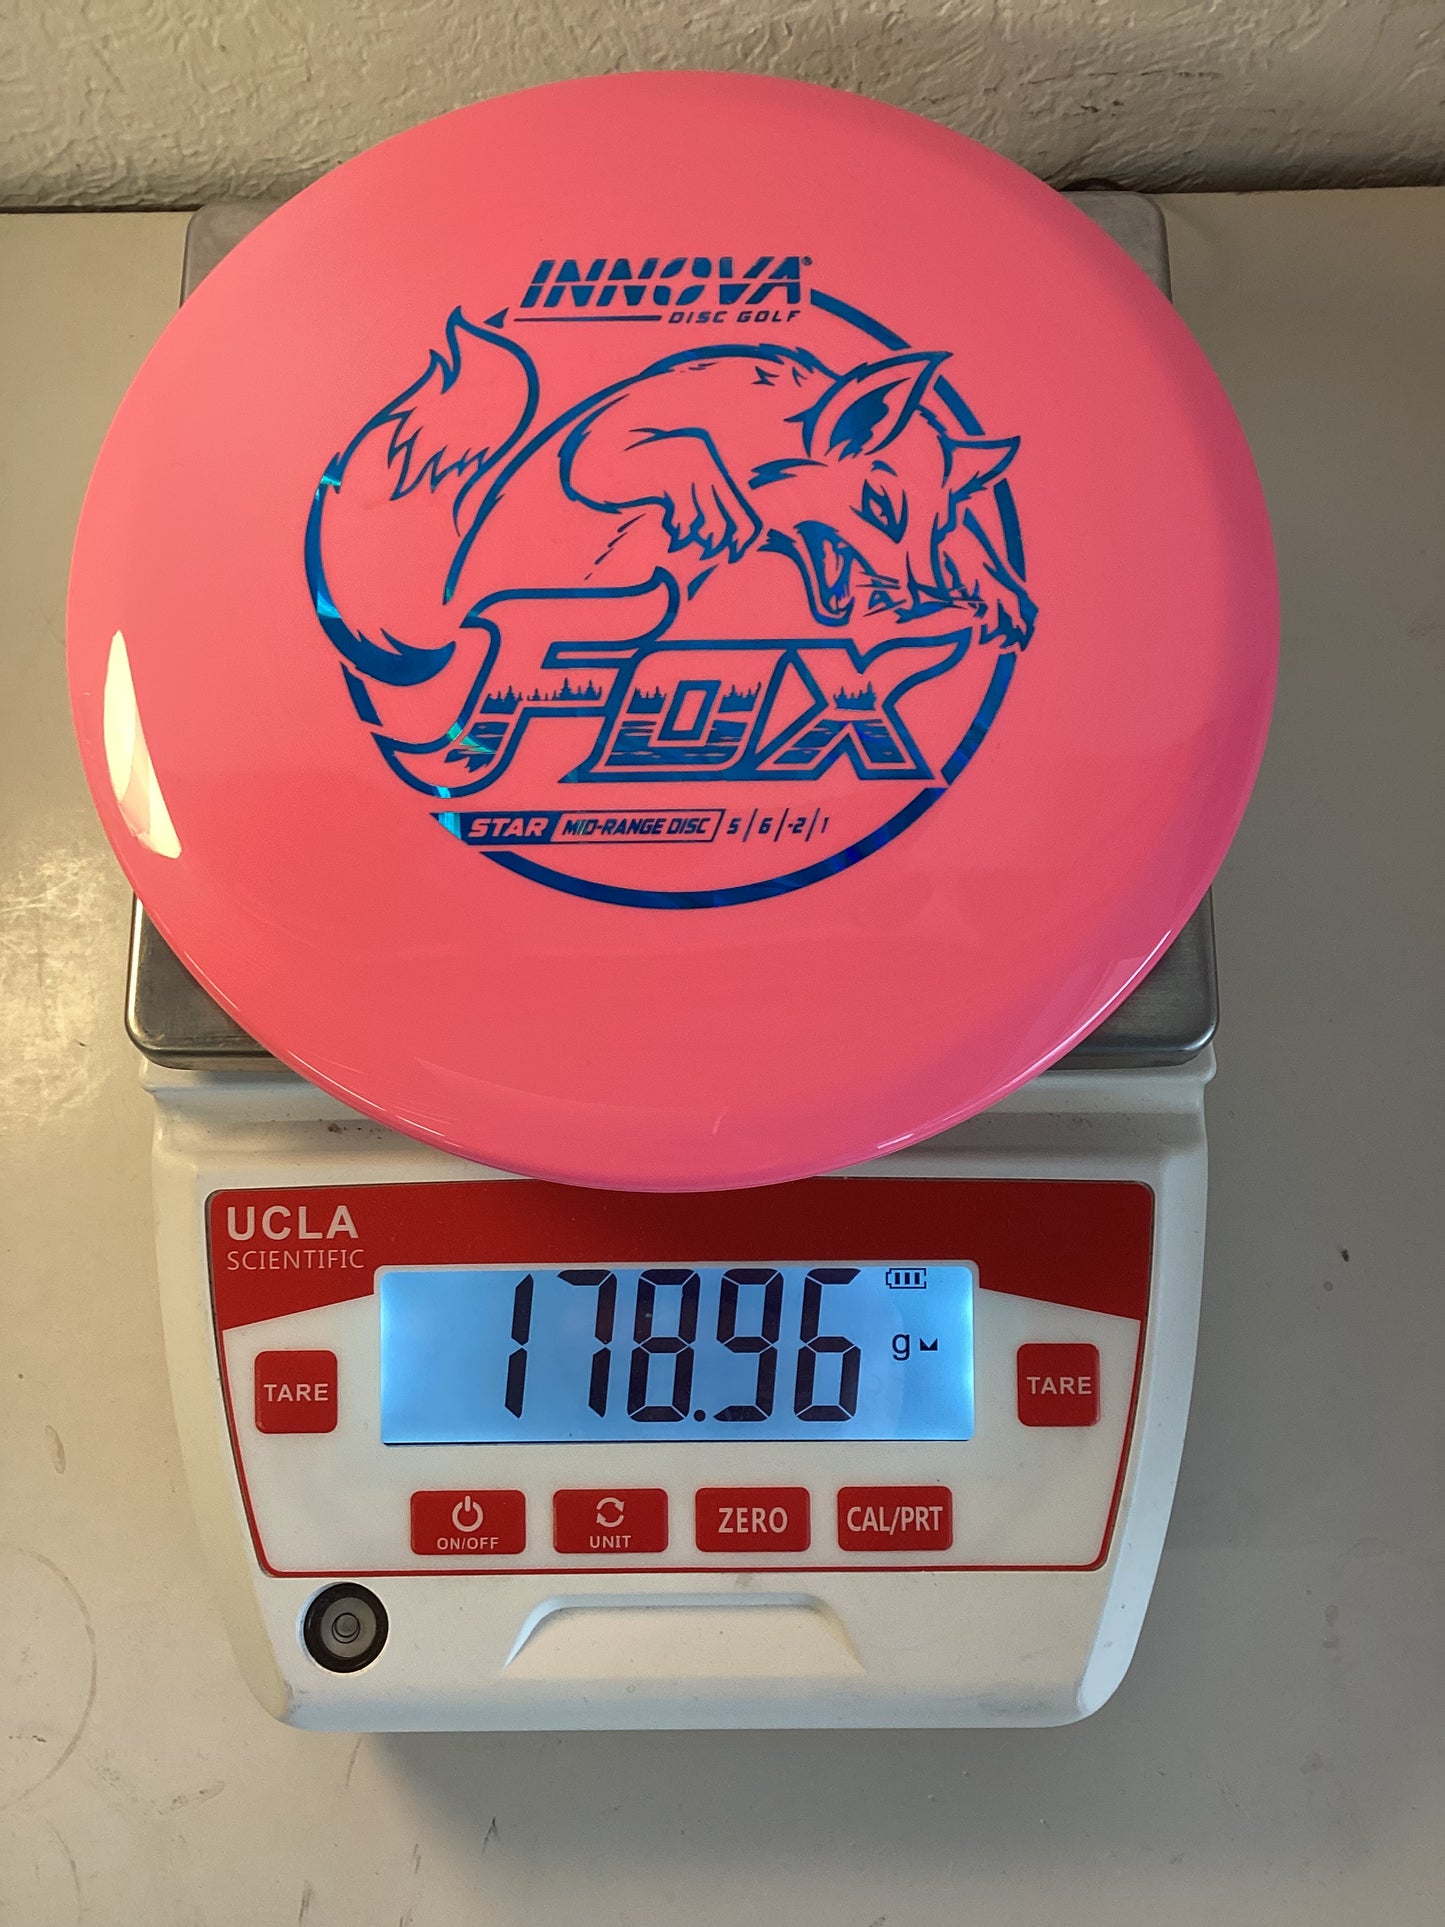 INNOVA®
DISC GOLF
FOX
STAR MID-RANGE DISC 5 / 6 / -2 / 1
UCLA
SCIENTIFIC
178.96 g
TARE
TARE
ON/OFF UNIT ZERO CAL/PRT